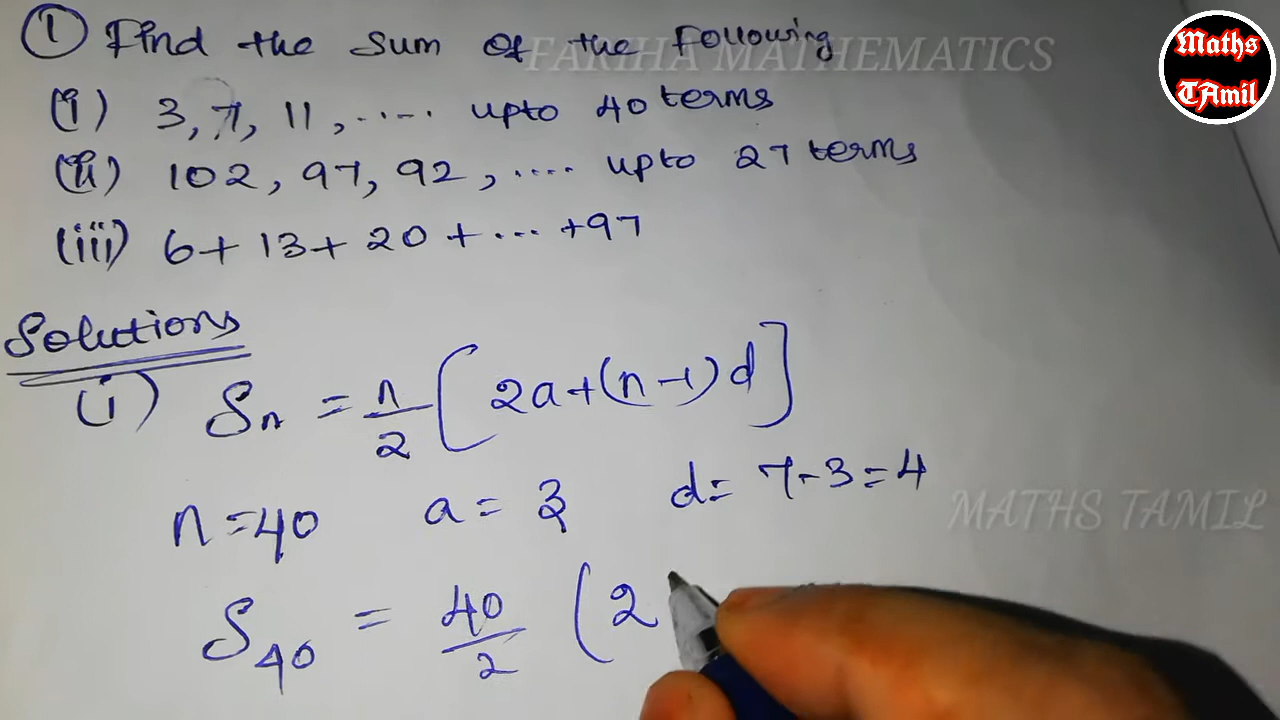 ① Find the sum of the following
FARIHA MATHEMATICS
Maths
TAmil
(i) 3, 7, 11, ..... upto 40 terms
(ii) 102, 97, 92, .... upto 27 terms
(iii) 6+13+20+...+97
Solutions
(i) Sn = n/2 [2a+(n-1)d]
n=40 a=3 d=7-3=4
MATHS TAMIL
S40 = 40/2 (2